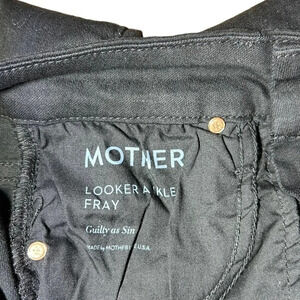 MOTHER
LOOKER ANKLE
FRAY
Guilty as Sin
MADE by MOTHER U.S.A.